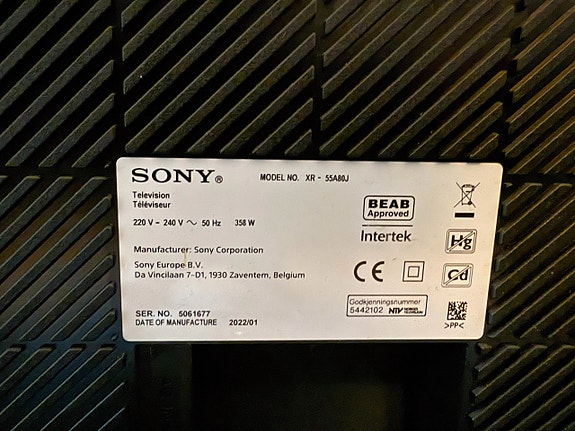 SONY®
MODEL NO. XR - 55A80J
Television
Téléviseur
220 V - 240 V ~ 50 Hz 358 W
BEAB
Approved
Intertek
Hg
Manufacturer: Sony Corporation
Sony Europe B.V.
Da Vincilaan 7-D1, 1930 Zaventem, Belgium
CE
Cd
Godkjenningsnummer
5442102 NTV NEMKOS
SER. NO. 5061677
DATE OF MANUFACTURE 2022/01
>PP<